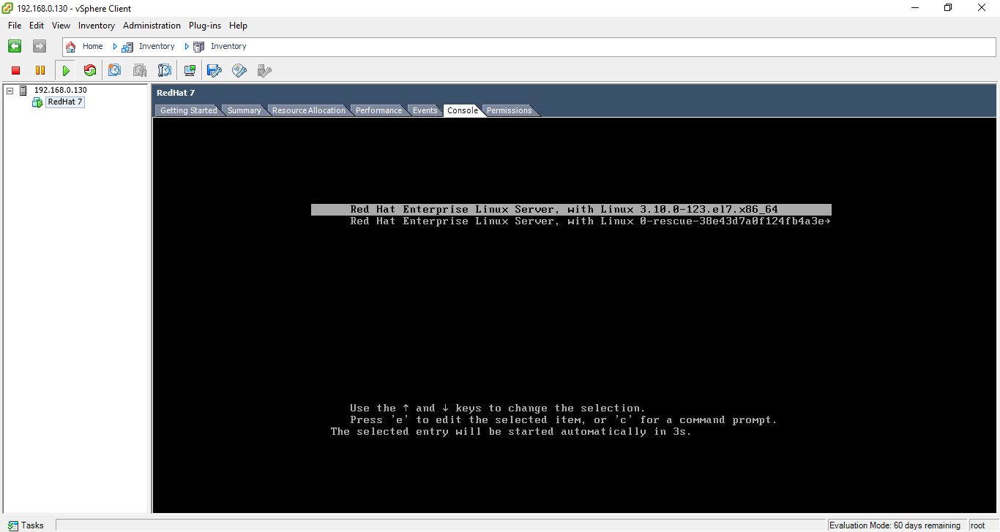 192.168.0.130 - vSphere Client
File Edit View Inventory Administration Plug-ins Help
Home Inventory Inventory
192.168.0.130
RedHat 7
RedHat 7
Getting Started Summary Resource Allocation Performance Events Console Permissions
Red Hat Enterprise Linux Server, with Linux 3.10.0-123.el7.x86_64
Red Hat Enterprise Linux Server, with Linux 0-rescue-38e43d7a0f124fb4a3e→
Use the ↑ and ↓ keys to change the selection.
Press 'e' to edit the selected item, or 'c' for a command prompt.
The selected entry will be started automatically in 3s.
Tasks Evaluation Mode: 60 days remaining root